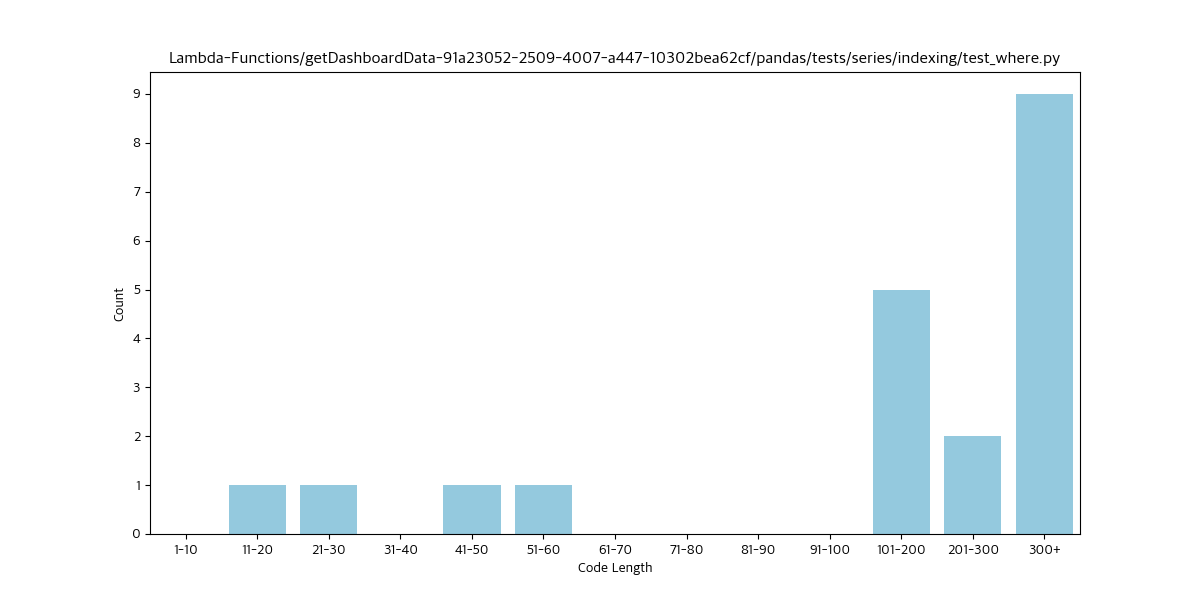 Lambda-Functions/getDashboardData-91a23052-2509-4007-a447-10302bea62cf/pandas/tests/series/indexing/test_where.py
9
8
7
6
5
4
3
2
1
0
Count
1-10 11-20 21-30 31-40 41-50 51-60 61-70 71-80 81-90 91-100 101-200 201-300 300+
Code Length